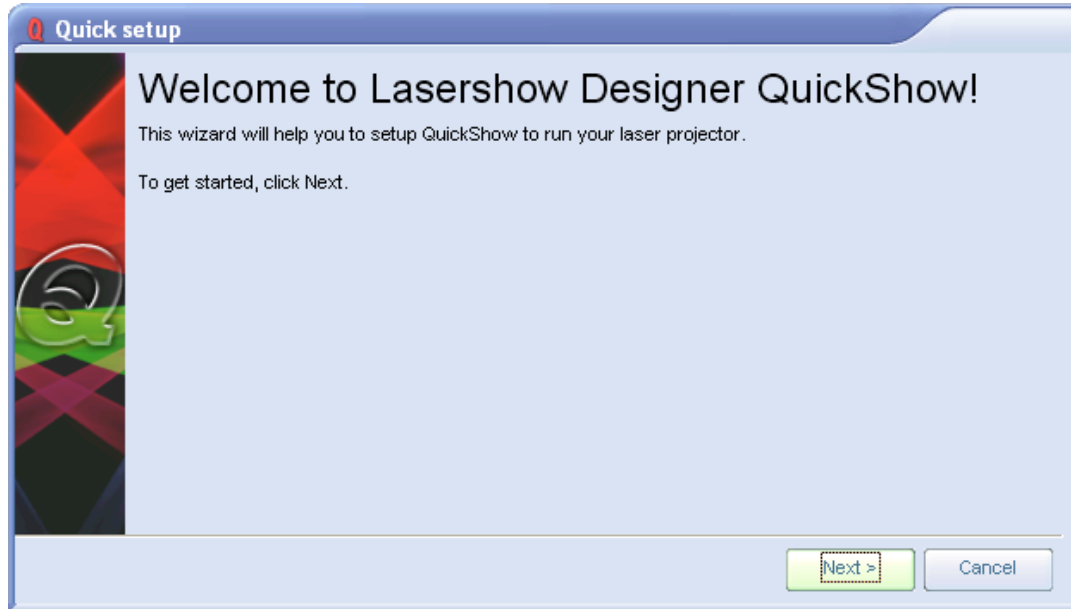 Quick setup
Welcome to Lasershow Designer QuickShow!
This wizard will help you to setup QuickShow to run your laser projector.
To get started, click Next.
Q
Next >
Cancel